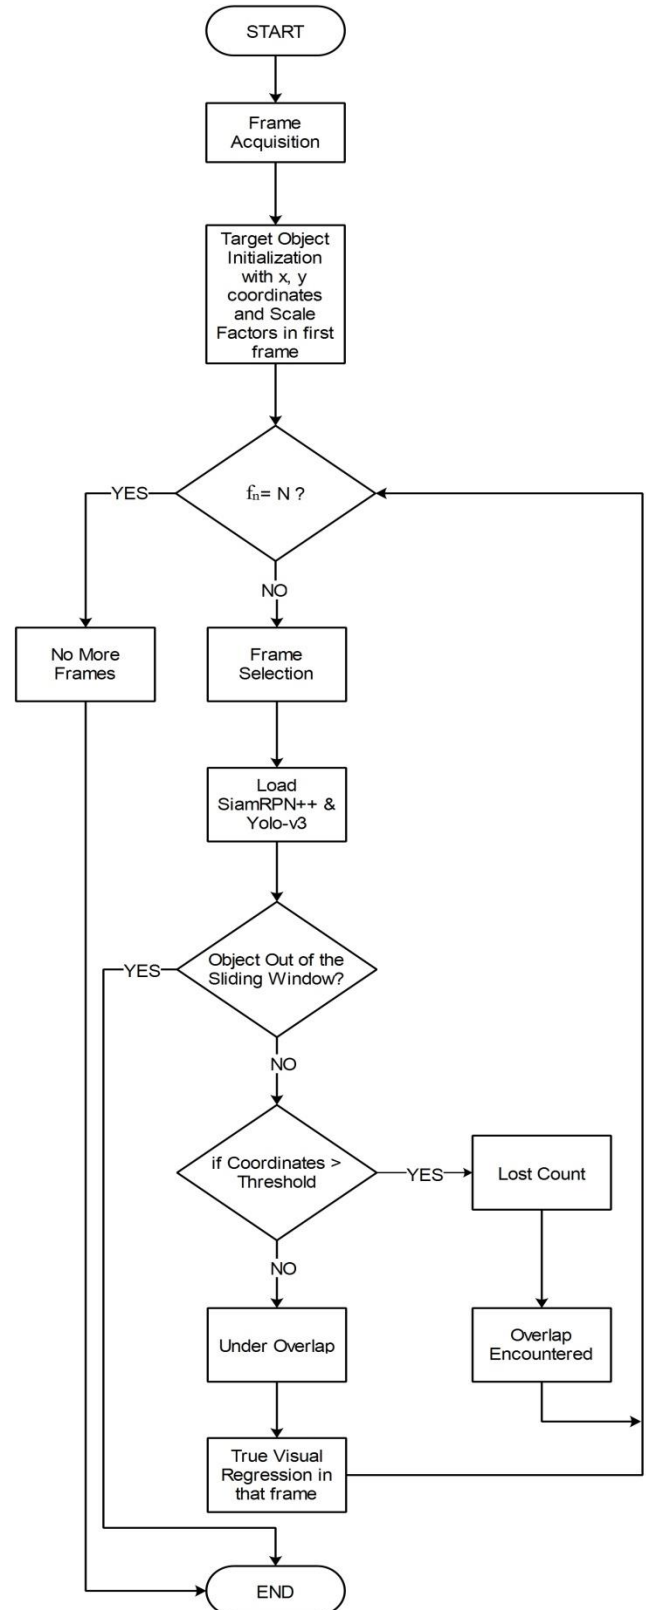 START
Frame
Acquisition
Target Object
Initialization
with x, y
coordinates
and Scale
Factors in first
frame
fₙ= N ?
YES
NO
No More
Frames
Frame
Selection
Load
SiamRPN++ &
Yolo-v3
Object Out of the
Sliding Window?
YES
NO
if Coordinates >
Threshold
YES
Lost Count
NO
Under Overlap
Overlap
Encountered
True Visual
Regression in
that frame
END